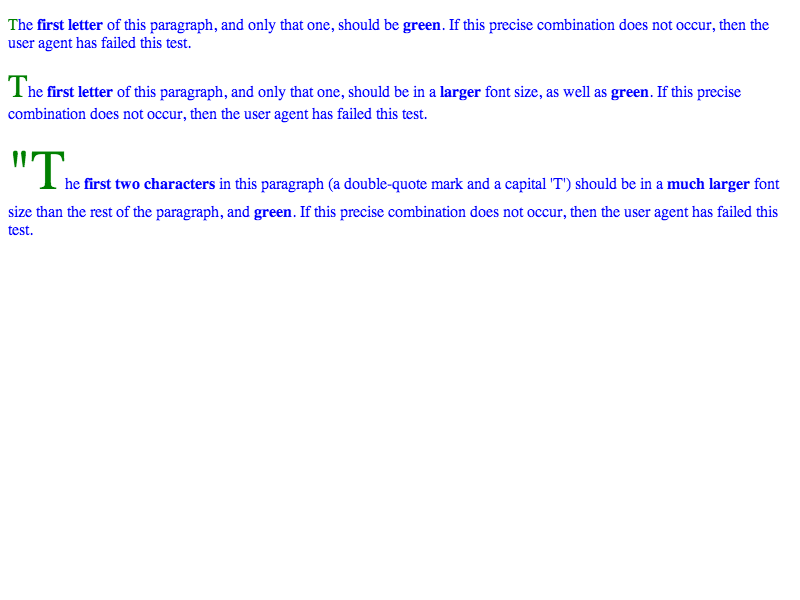 The first letter of this paragraph, and only that one, should be green. If this precise combination does not occur, then the
user agent has failed this test.
The first letter of this paragraph, and only that one, should be in a larger font size, as well as green. If this precise
combination does not occur, then the user agent has failed this test.
"The first two characters in this paragraph (a double-quote mark and a capital 'T') should be in a much larger font
size than the rest of the paragraph, and green. If this precise combination does not occur, then the user agent has failed this
test.